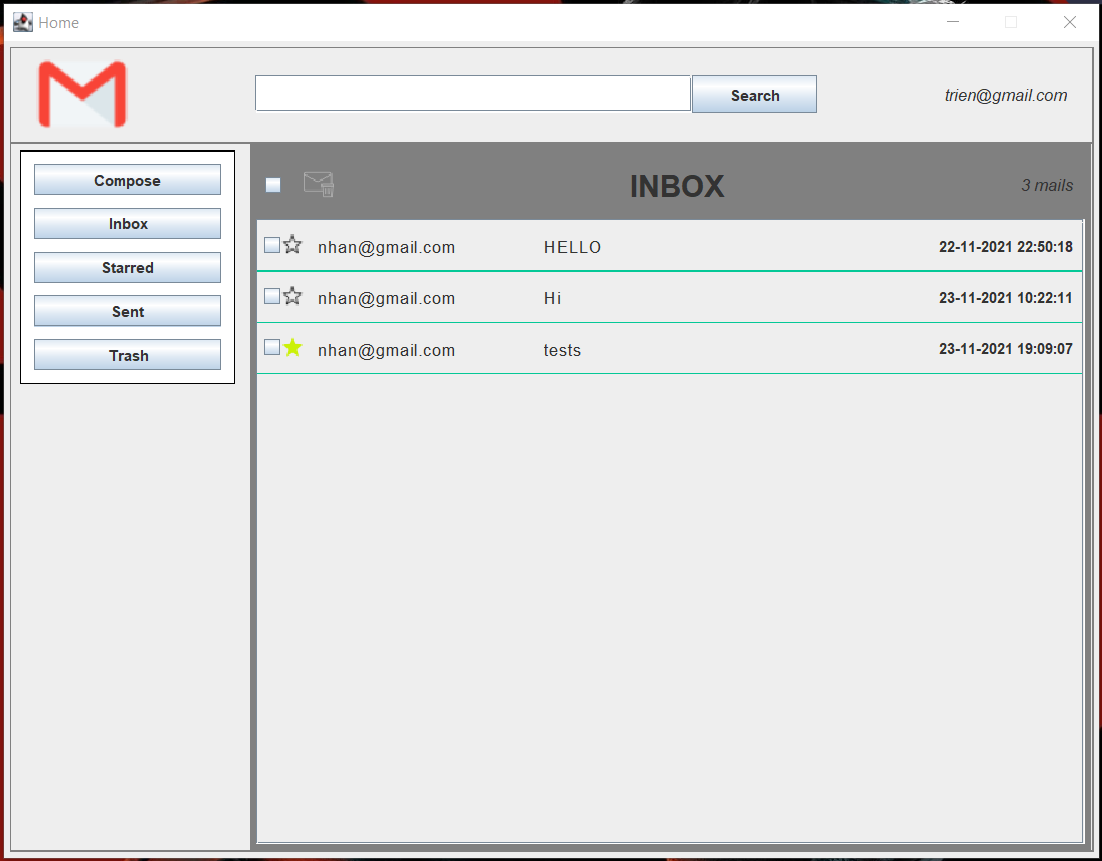 Home
Search
trien@gmail.com
Compose
Inbox
Starred
Sent
Trash
INBOX
3 mails
nhan@gmail.com HELLO 22-11-2021 22:50:18
nhan@gmail.com Hi 23-11-2021 10:22:11
nhan@gmail.com tests 23-11-2021 19:09:07